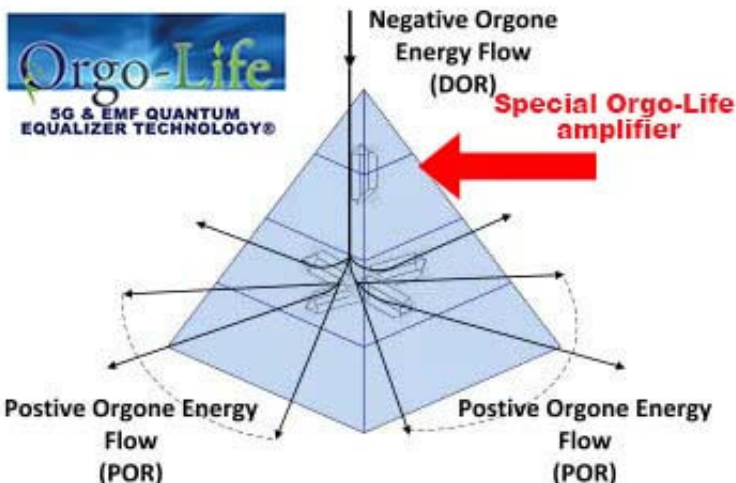 Orgo-Life
5G & EMF QUANTUM
EQUALIZER TECHNOLOGY®
Negative Orgone
Energy Flow
(DOR)
Special Orgo-Life
amplifier
Postive Orgone Energy
Flow
(POR)
Postive Orgone Energy
Flow
(POR)